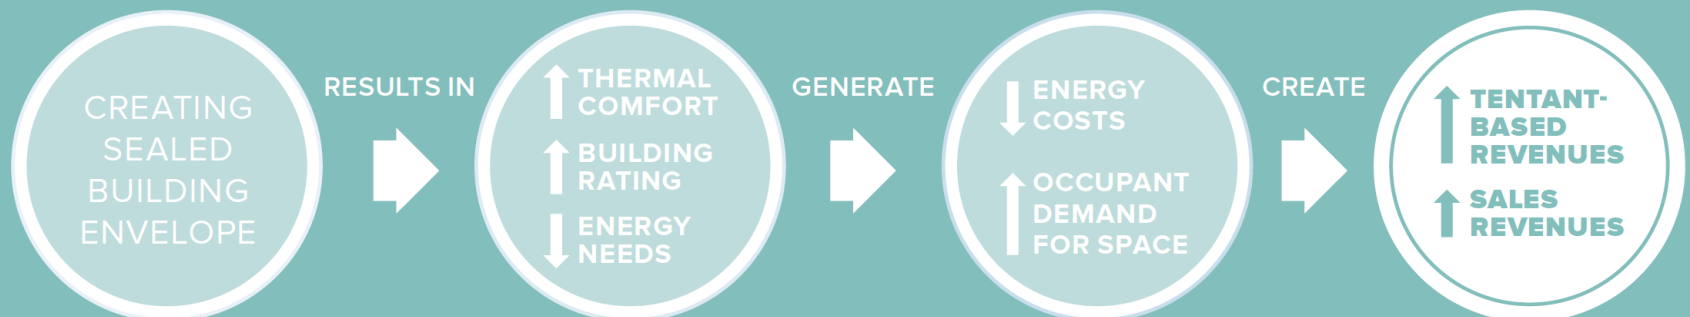 CREATING
SEALED
BUILDING
ENVELOPE
RESULTS IN
THERMAL
COMFORT
BUILDING
RATING
ENERGY
NEEDS
GENERATE
ENERGY
COSTS
OCCUPANT
DEMAND
FOR SPACE
CREATE
TENTANT-
BASED
REVENUES
SALES
REVENUES